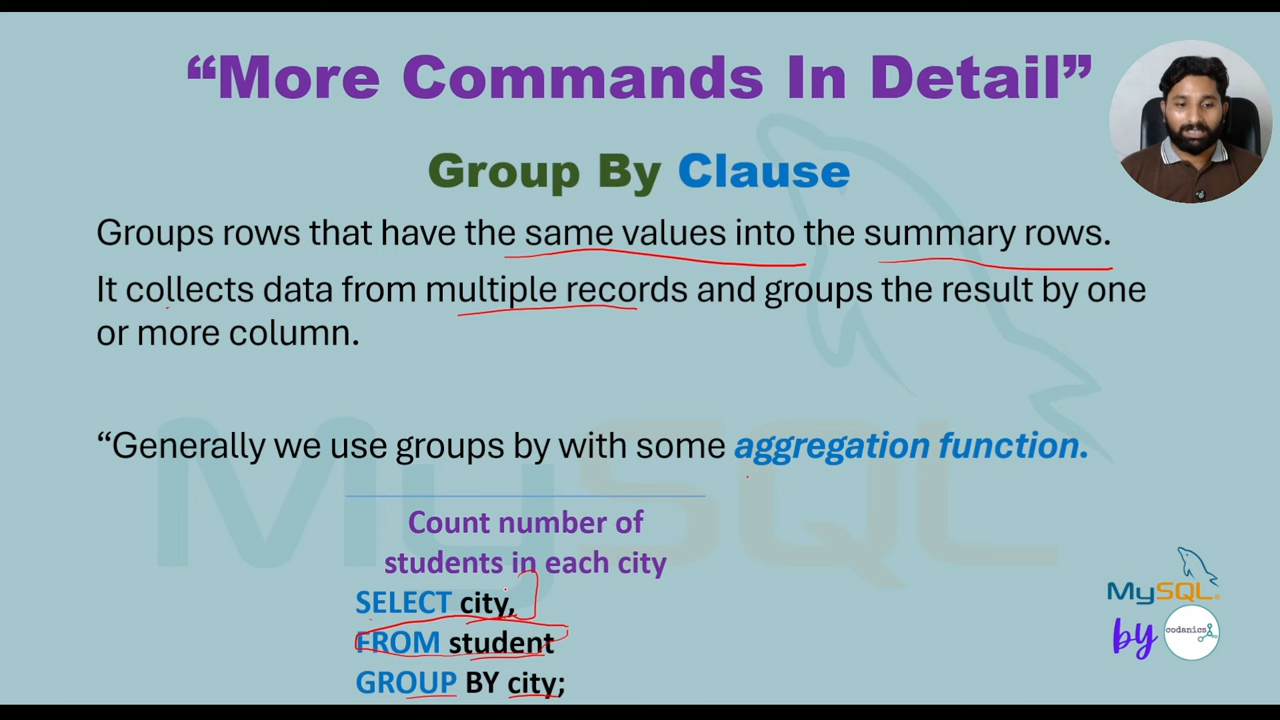 “More Commands In Detail”
Group By Clause
Groups rows that have the same values into the summary rows.
It collects data from multiple records and groups the result by one
or more column.
“Generally we use groups by with some aggregation function.
MySQL
Count number of
students in each city
SELECT city,
FROM student
GROUP BY city;
MySQL®
by codanics